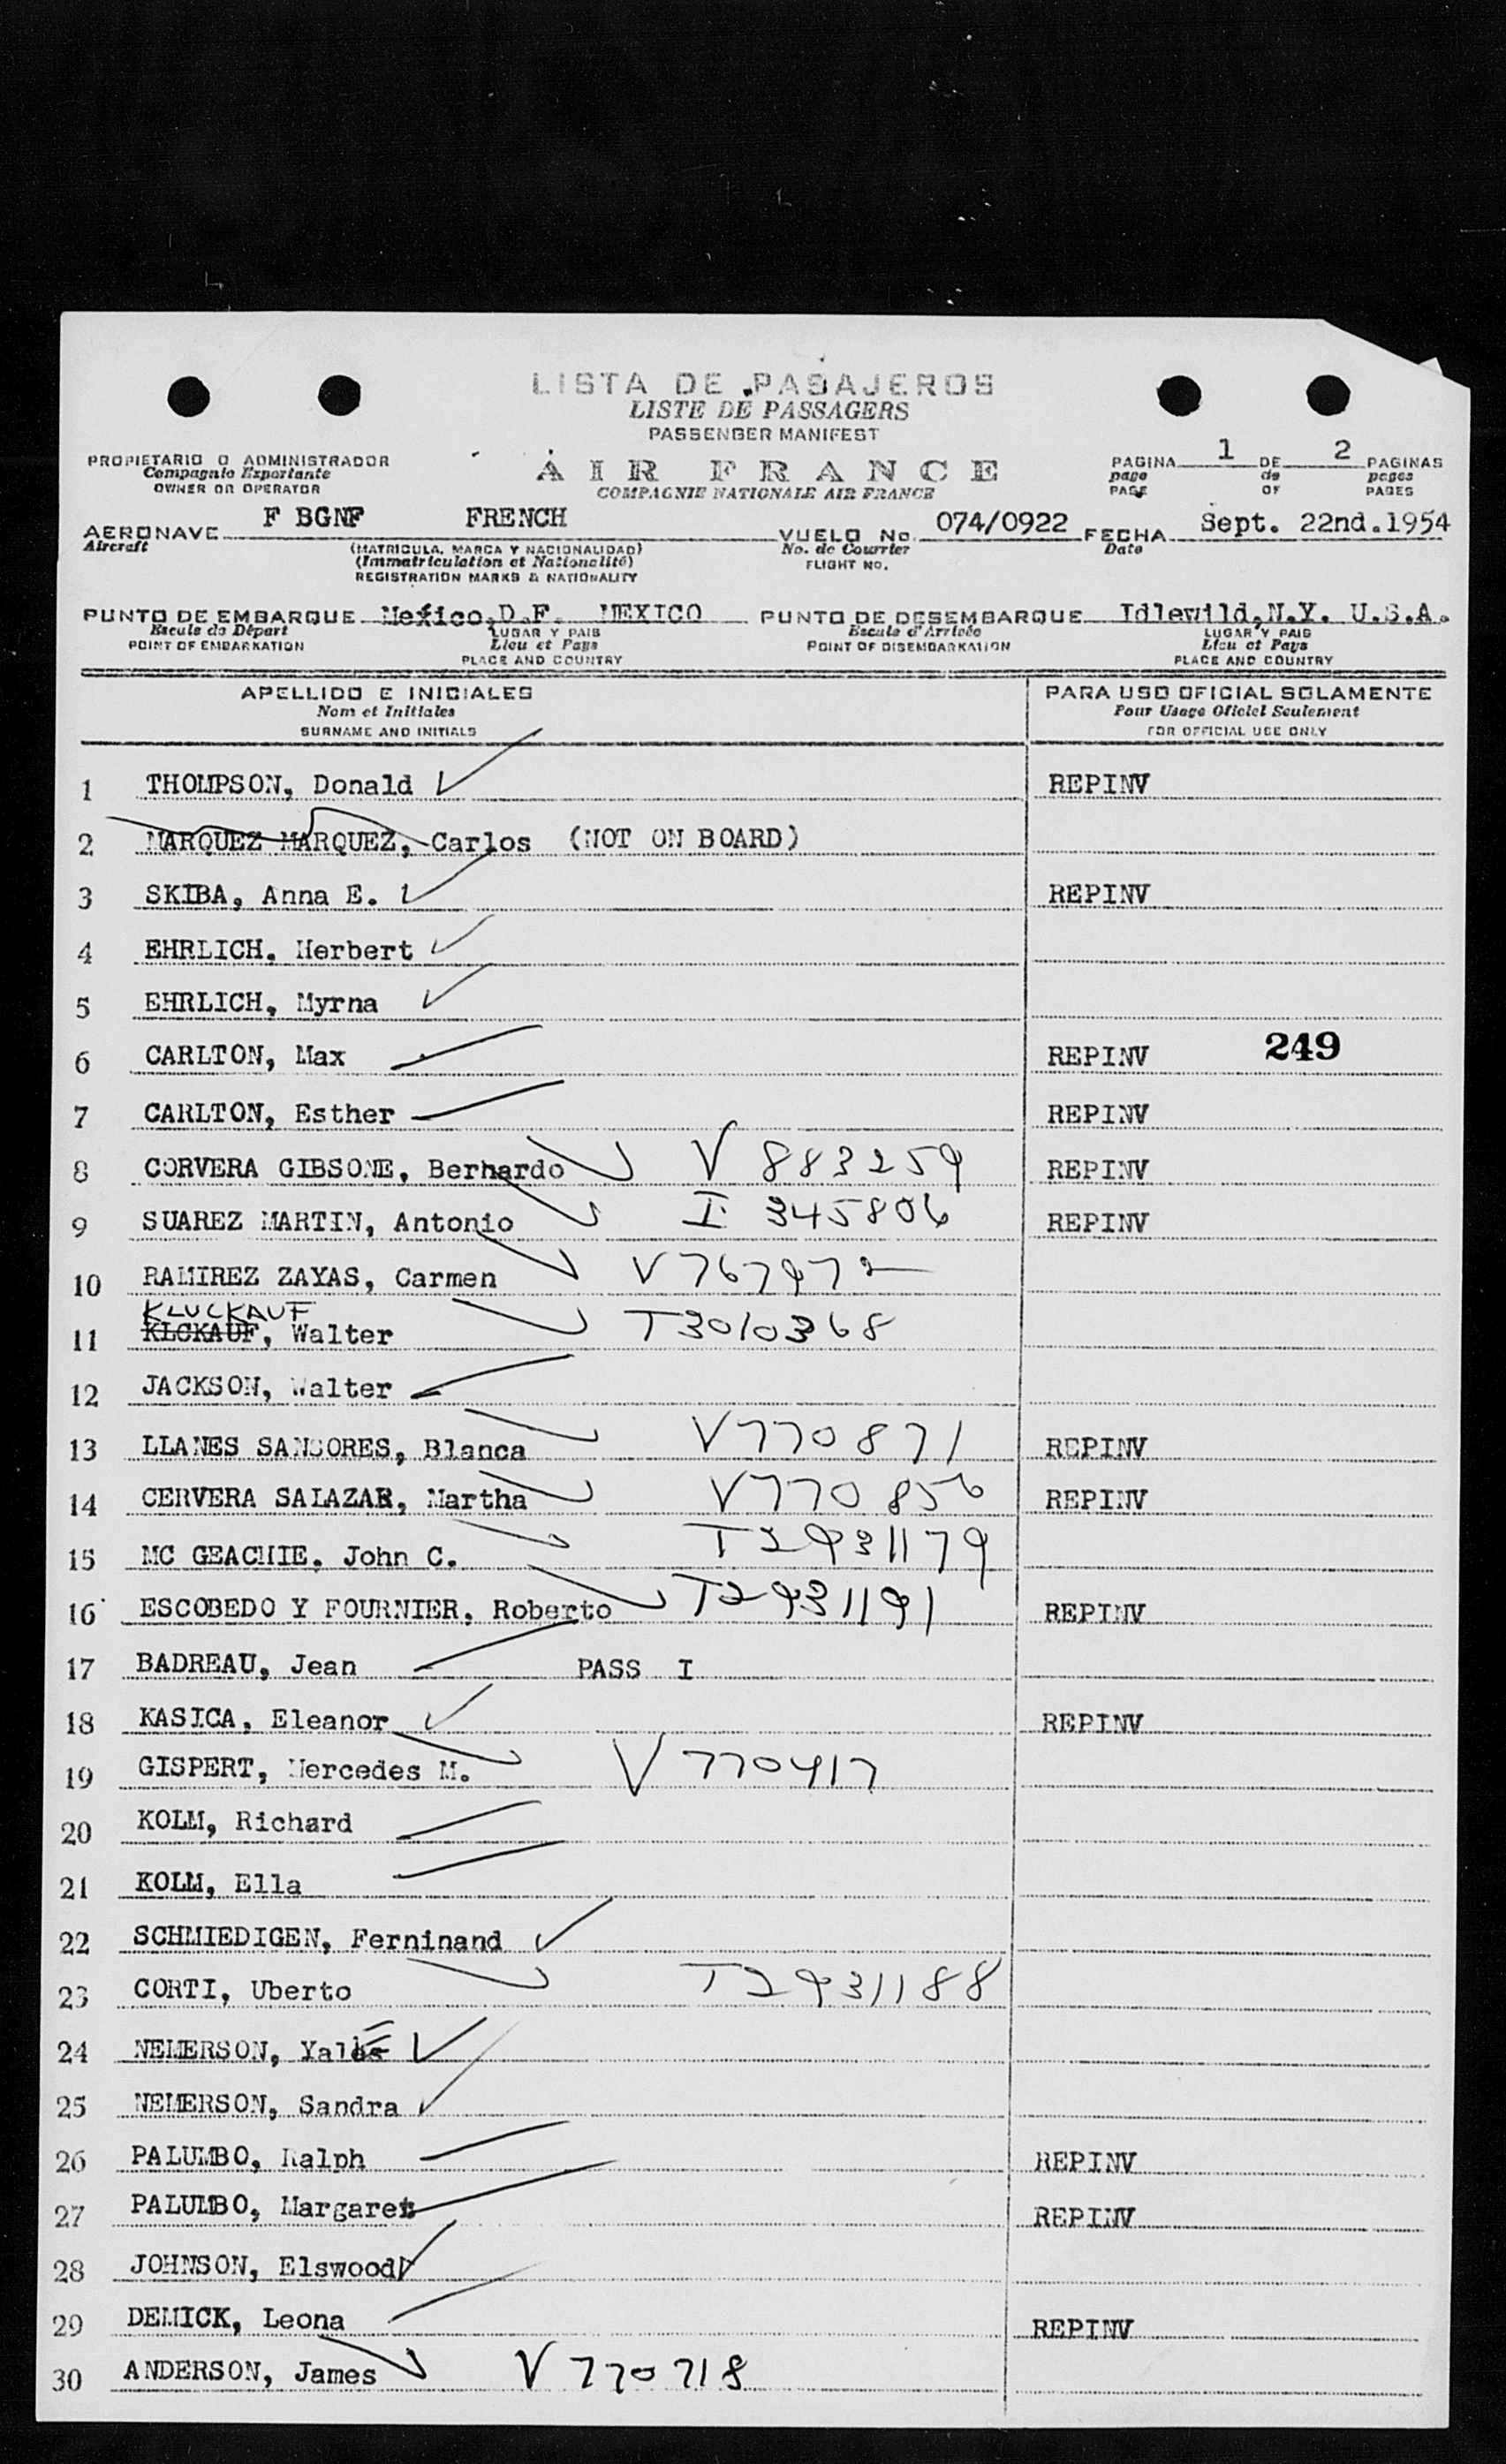 LISTA DE PASAJEROS
LISTE DE PASSAGERS
PASSENGER MANIFEST
PROPIETARIO O ADMINISTRADOR
Compagnie Exportante
OWNER OR OPERATOR
AIR FRANCE
COMPAGNIE NATIONALE AIR FRANCE
PAGINA 1 DE 2 PAGINAS
page de pages
PAGE OF PAGES
AERONAVE F BGNF FRENCH VUELO No. 074/0922 FECHA Sept. 22nd.1954
Aircraft (MATRICULA, MARCA Y NACIONALIDAD) No. de Courrier Date
(Immatriculation et Nationalité) FLIGHT NO.
REGISTRATION MARKS & NATIONALITY
PUNTO DE EMBARQUE Mexico,D.F. MEXICO PUNTO DE DESEMBARQUE Idlewild,N.Y. U.S.A.
Escale de Départ LUGAR Y PAIS Escale d'Arrivée LUGAR Y PAIS
POINT OF EMBARKATION Lieu et Pays POINT OF DISEMBARKATION Lieu et Pays
PLACE AND COUNTRY PLACE AND COUNTRY
APELLIDO E INICIALES PARA USO OFICIAL SOLAMENTE
Nom et Initiales Pour Usage Officiel Seulement
SURNAME AND INITIALS FOR OFFICIAL USE ONLY
1 THOMPSON, Donald REPINV
2 MARQUEZ MARQUEZ, Carlos (NOT ON BOARD)
3 SKIBA, Anna E. REPINV
4 EHRLICH. Herbert
5 EHRLICH, Myrna
6 CARLTON, Max REPINV 249
7 CARLTON, Esther REPINV
8 CORVERA GIBSONE, Berhardo V 883259 REPINV
9 SUAREZ MARTIN, Antonio I 345806 REPINV
10 RAMIREZ ZAYAS, Carmen V767972
KLUCKAUF
11 KLCKAUF, Walter T3010368
12 JACKSON, Walter
13 LLANES SANSORES, Blanca V770871 REPINV
14 CERVERA SALAZAR, Martha V770856 REPINV
15 MC GEACHIE. John C. T2931179
16 ESCOBEDO Y FOURNIER. Roberto T2931191 REPINV
17 BADREAU, Jean PASS I
18 KASICA. Eleanor REPINV
19 GISPERT, Mercedes M. V770417
20 KOLM, Richard
21 KOLM, Ella
22 SCHMIEDIGEN, Ferninand
23 CORTI, Uberto T2931188
24 NEMERSON, Yale
25 NEMERSON, Sandra
26 PALUMBO, Ralph REPINV
27 PALUMBO, Margaret REPINV
28 JOHNSON, Elswood
29 DEMICK, Leona REPINV
30 ANDERSON, James V 770718